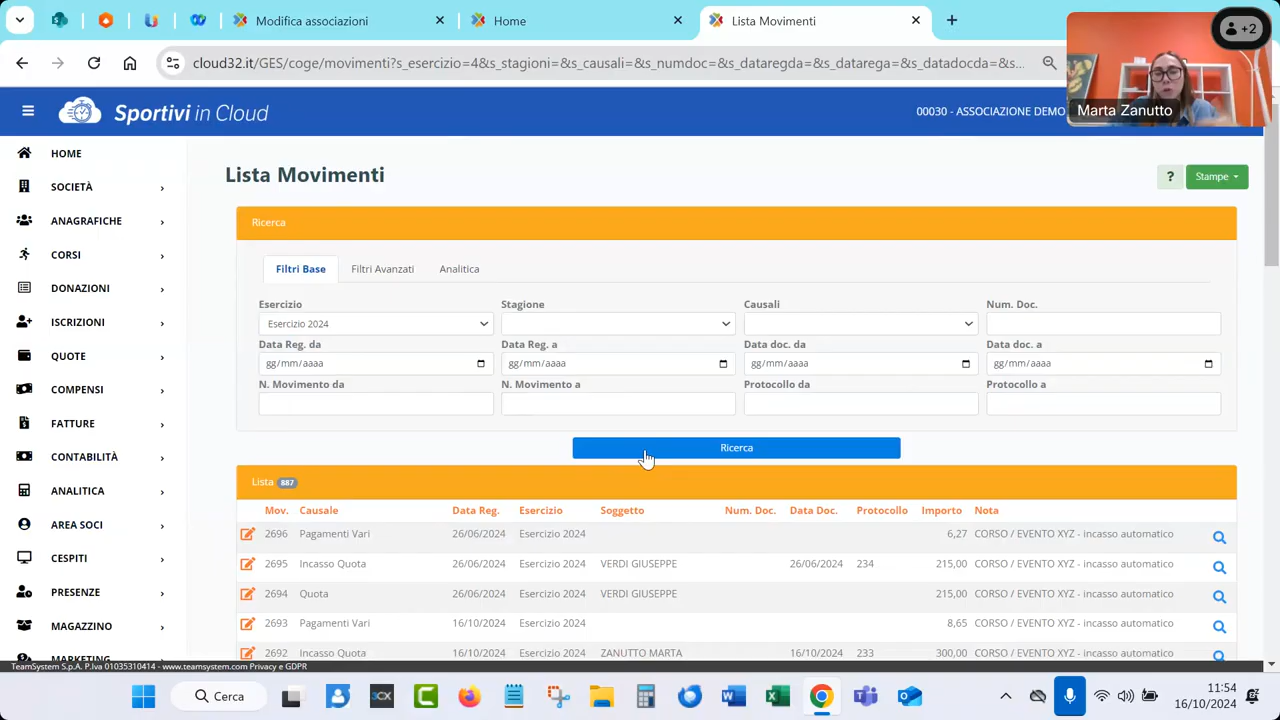 Modifica associazioni
Home
Lista Movimenti
+2
cloud32.it/GES/coge/movimenti?s_esercizio=4&s_stagioni=&s_causali=&s_numdoc=&s_dataregda=&s_datarega=&s_datadocda=&s...
Marta Zanutto
Sportivi in Cloud
00030 - ASSOCIAZIONE DEMO
HOME
SOCIETÀ
ANAGRAFICHE
CORSI
DONAZIONI
ISCRIZIONI
QUOTE
COMPENSI
FATTURE
CONTABILITÀ
ANALITICA
AREA SOCI
CESPITI
PRESENZE
MAGAZZINO
MARKETING
Lista Movimenti
? Stampe
Ricerca
Filtri Base Filtri Avanzati Analitica
Esercizio Stagione Causali Num. Doc.
Esercizio 2024
Data Reg. da Data Reg. a Data doc. da Data doc. a
gg/mm/aaaa gg/mm/aaaa gg/mm/aaaa gg/mm/aaaa
N. Movimento da N. Movimento a Protocollo da Protocollo a
Ricerca
Lista 887
Mov. Causale Data Reg. Esercizio Soggetto Num. Doc. Data Doc. Protocollo Importo Nota
2696 Pagamenti Vari 26/06/2024 Esercizio 2024 6,27 CORSO / EVENTO XYZ - incasso automatico
2695 Incasso Quota 26/06/2024 Esercizio 2024 VERDI GIUSEPPE 26/06/2024 234 215,00 CORSO / EVENTO XYZ - incasso automatico
2694 Quota 26/06/2024 Esercizio 2024 VERDI GIUSEPPE 215,00 CORSO / EVENTO XYZ - incasso automatico
2693 Pagamenti Vari 16/10/2024 Esercizio 2024 8,65 CORSO / EVENTO XYZ - incasso automatico
2692 Incasso Quota 16/10/2024 Esercizio 2024 ZANUTTO MARTA 16/10/2024 233 300,00 CORSO / EVENTO XYZ - incasso automatico
TeamSystem S.p.A. P.Iva 01035310414 - www.teamsystem.com Privacy e GDPR
Cerca
3CX
11:54
16/10/2024